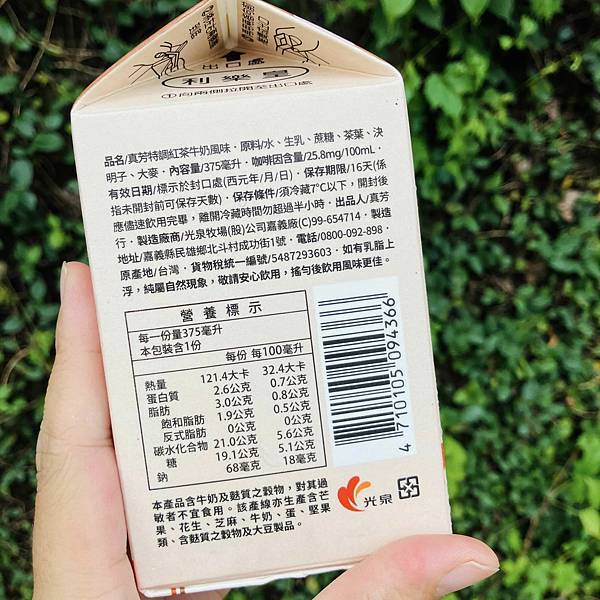 出口處
利樂皇
①向兩側拉開至出口處
品名/真芳特調紅茶牛奶風味．原料/水、生乳、蔗糖、茶葉、決
明子、大麥．內容量/375毫升．咖啡因含量/25.8mg/100mL．
有效日期/標示於封口處(西元年/月/日)．保存期限/16天(係
指未開封前可保存天數)．保存條件/須冷藏7°C以下，開封後
應儘速飲用完畢，離開冷藏時間勿超過半小時．出品人/真芳
行．製造廠商/光泉牧場(股)公司嘉義廠(C)99-654714．製造
地址/嘉義縣民雄鄉北斗村成功街1號．電話/0800-092-898．
原產地/台灣．貨物稅統一編號/5487293603．如有乳脂上
浮，純屬自然現象，敬請安心飲用，搖勻後飲用風味更佳。
營養標示
每一份量375毫升
本包裝含1份
每份 每100毫升
熱量 121.4大卡 32.4大卡
蛋白質 2.6公克 0.7公克
脂肪 3.0公克 0.8公克
飽和脂肪 1.9公克 0.5公克
反式脂肪 0公克 0公克
碳水化合物 21.0公克 5.6公克
糖 19.1公克 5.1公克
鈉 68毫克 18毫克
4 710105 094366
光泉
本產品含牛奶及麩質之穀物，對其過
敏者不宜食用。該產線亦生產含芒
果、花生、芝麻、牛奶、蛋、堅果
類、含麩質之穀物及大豆製品。